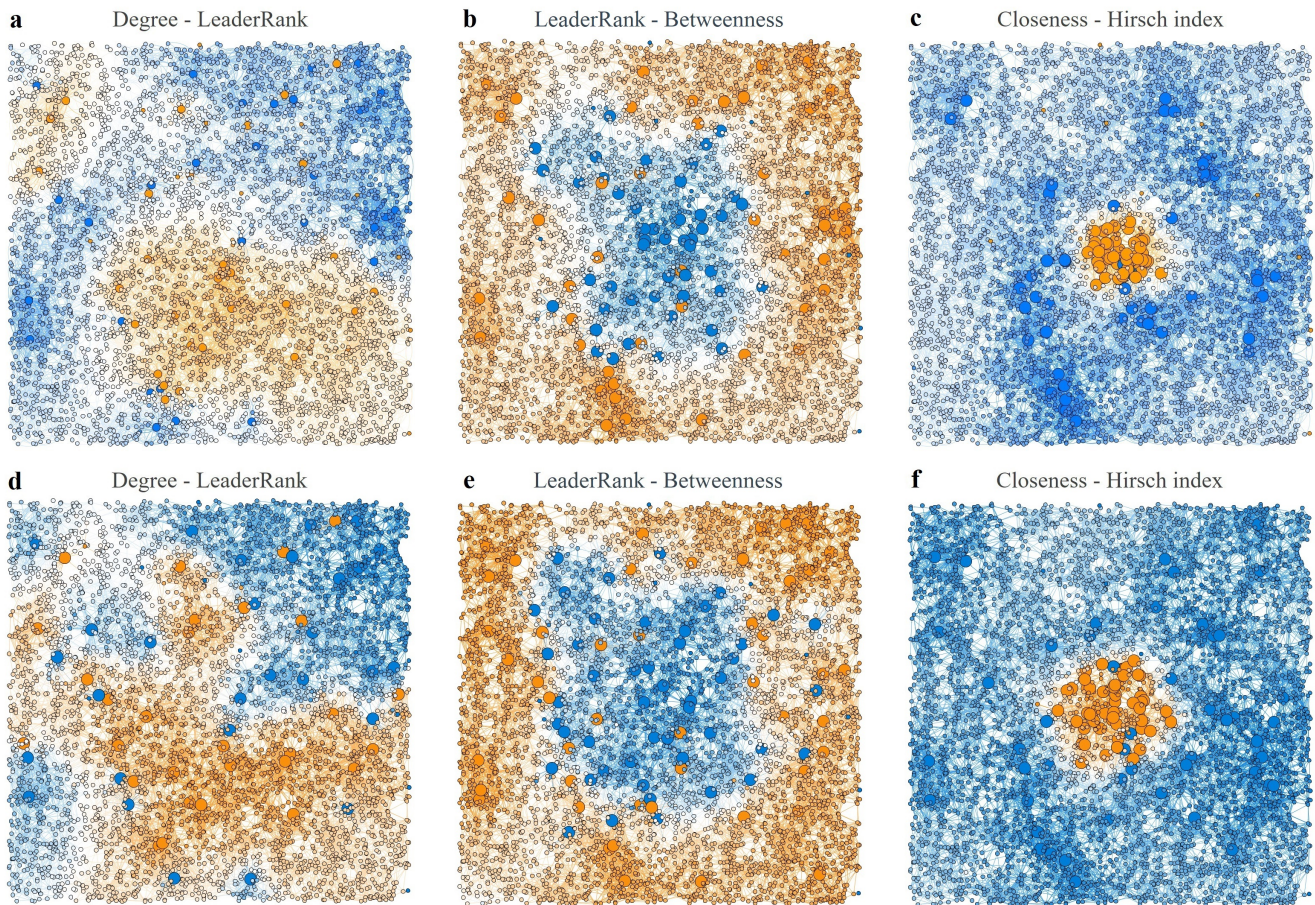 a Degree - LeaderRank
b LeaderRank - Betweenness
c Closeness - Hirsch index
d Degree - LeaderRank
e LeaderRank - Betweenness
f Closeness - Hirsch index